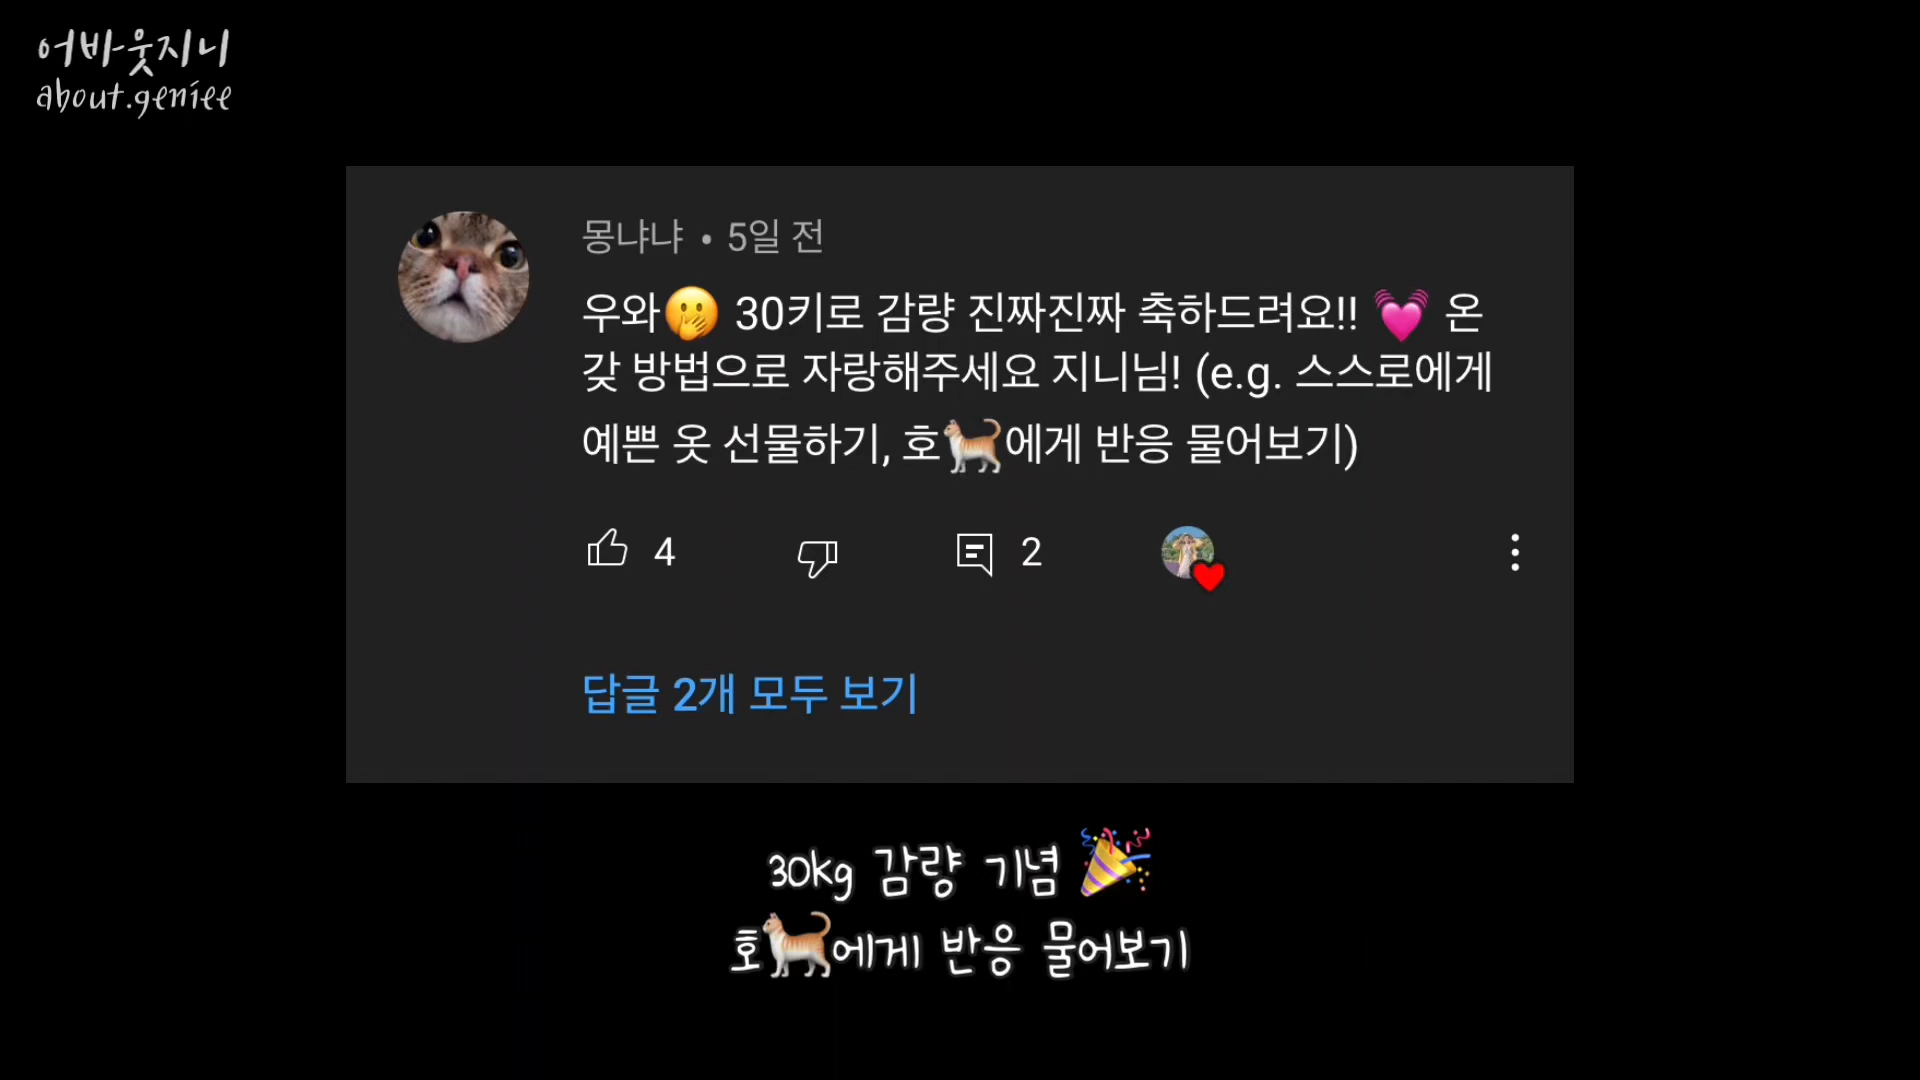 어바웃지니
about.geniee
몽냐냐 • 5일 전
우와🤭 30키로 감량 진짜진짜 축하드려요!! 💓 온
갖 방법으로 자랑해주세요 지니님! (e.g. 스스로에게
예쁜 옷 선물하기, 호🐈에게 반응 물어보기)
4 2
답글 2개 모두 보기
30kg 감량 기념 🎉
호🐈에게 반응 물어보기